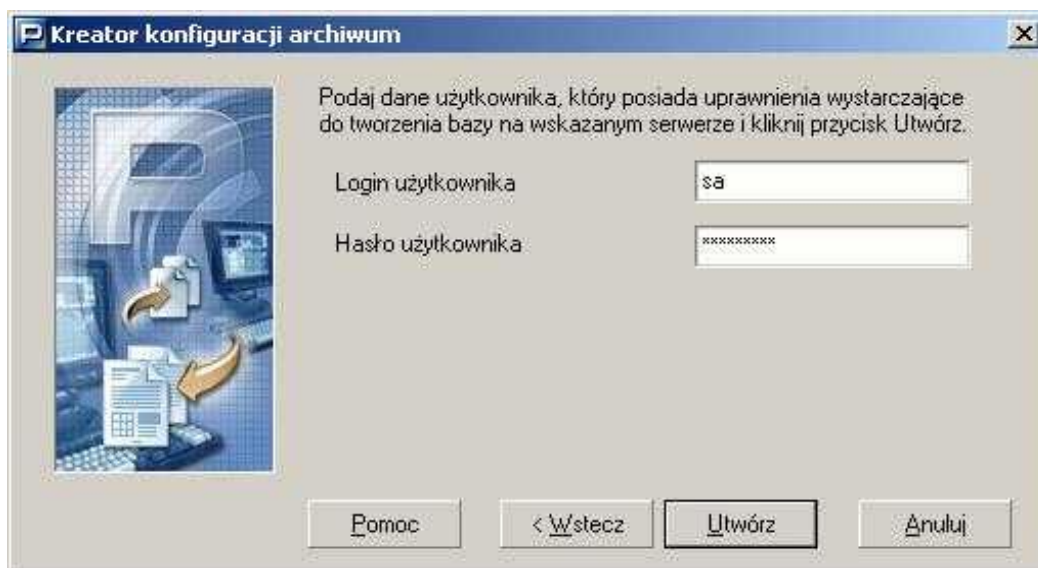 Kreator konfiguracji archiwum
Podaj dane użytkownika, który posiada uprawnienia wystarczające
do tworzenia bazy na wskazanym serwerze i kliknij przycisk Utwórz.
Login użytkownika
sa
Hasło użytkownika
*********
Pomoc
< Wstecz
Utwórz
Anuluj